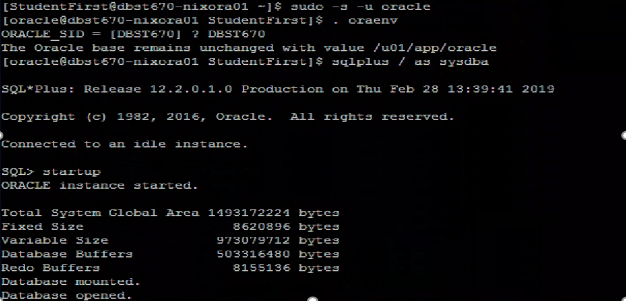 [StudentFirst@dbst670-nixora01 ~]$ sudo -s -u oracle
[oracle@dbst670-nixora01 StudentFirst]$ . oraenv
ORACLE_SID = [DBST670] ? DBST670
The Oracle base remains unchanged with value /u01/app/oracle
[oracle@dbst670-nixora01 StudentFirst]$ sqlplus / as sysdba
SQL*Plus: Release 12.2.0.1.0 Production on Thu Feb 28 13:39:41 2019
Copyright (c) 1982, 2016, Oracle.  All rights reserved.
Connected to an idle instance.
SQL> startup
ORACLE instance started.
Total System Global Area 1493172224 bytes
Fixed Size                  8620896 bytes
Variable Size             973079712 bytes
Database Buffers          503316480 bytes
Redo Buffers                8155136 bytes
Database mounted.
Database opened.